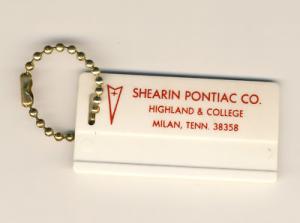 SHEARIN PONTIAC CO.
HIGHLAND & COLLEGE
MILAN, TENN. 38358